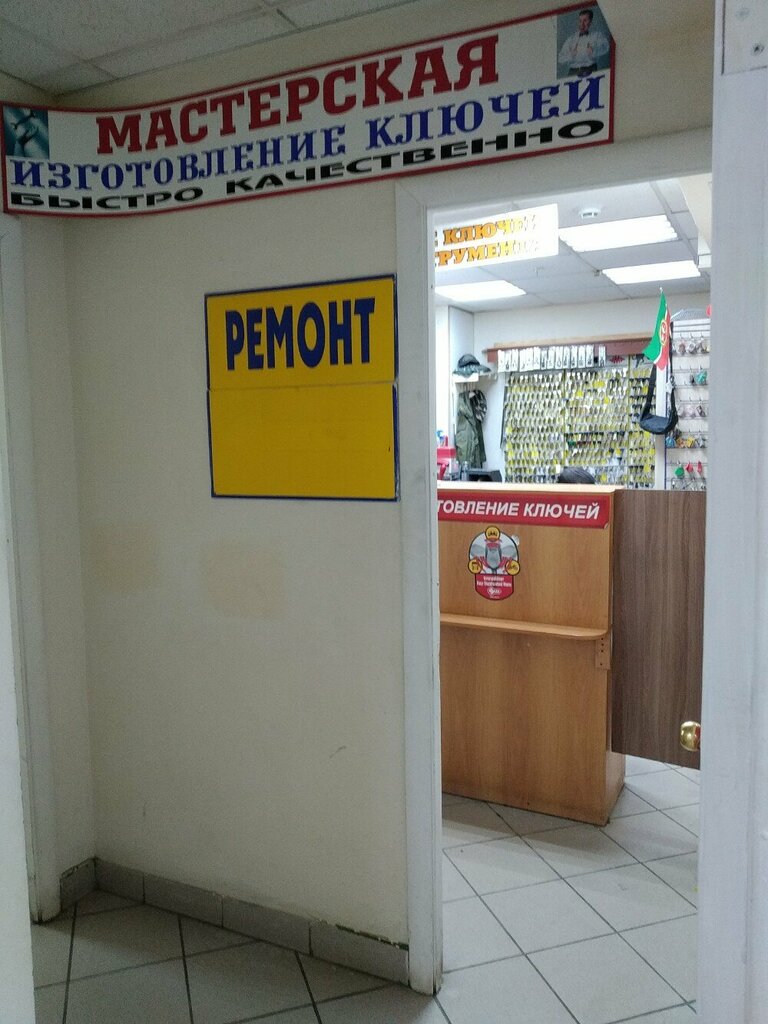 МАСТЕРСКАЯ
ИЗГОТОВЛЕНИЕ КЛЮЧЕЙ
БЫСТРО КАЧЕСТВЕННО
КЛЮЧЕЙ
РЕМОНТ
ТОВЛЕНИЕ КЛЮЧЕЙ